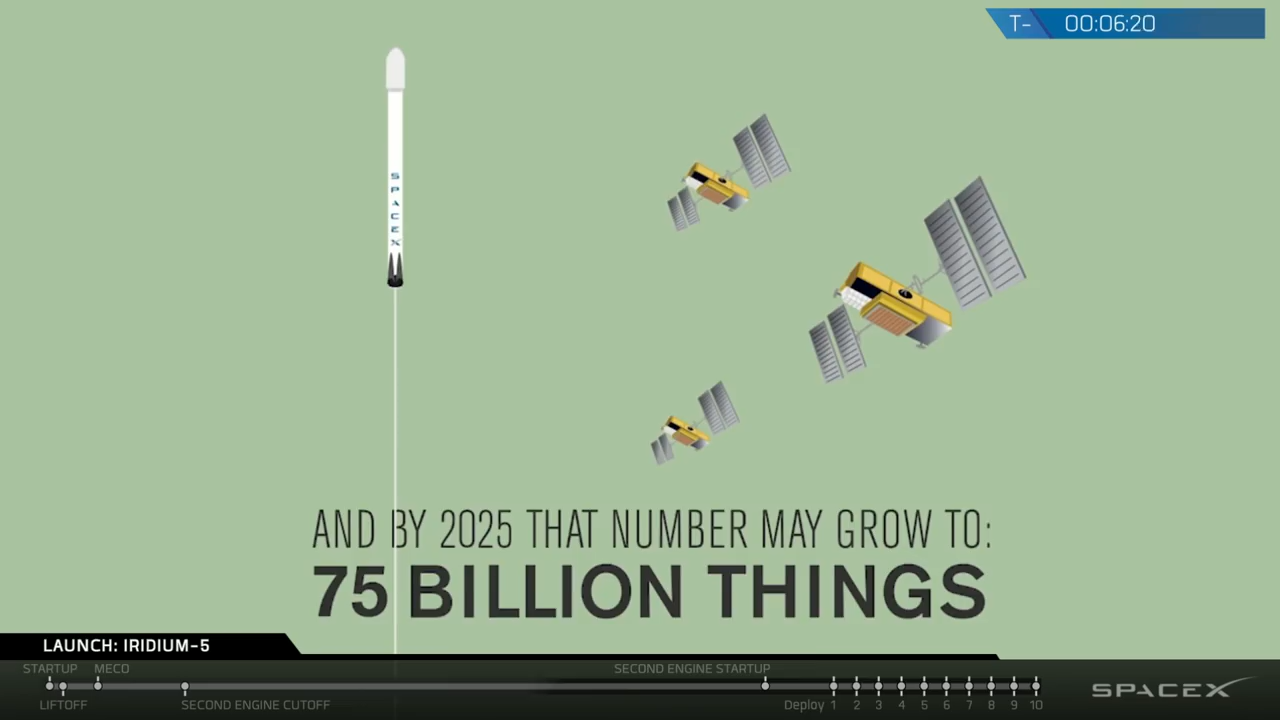 T- 00:06:20
SPACEX
AND BY 2025 THAT NUMBER MAY GROW TO:
75 BILLION THINGS
LAUNCH: IRIDIUM-5
STARTUP MECO SECOND ENGINE STARTUP
LIFTOFF SECOND ENGINE CUTOFF Deploy 1 2 3 4 5 6 7 8 9 10
SPACEX